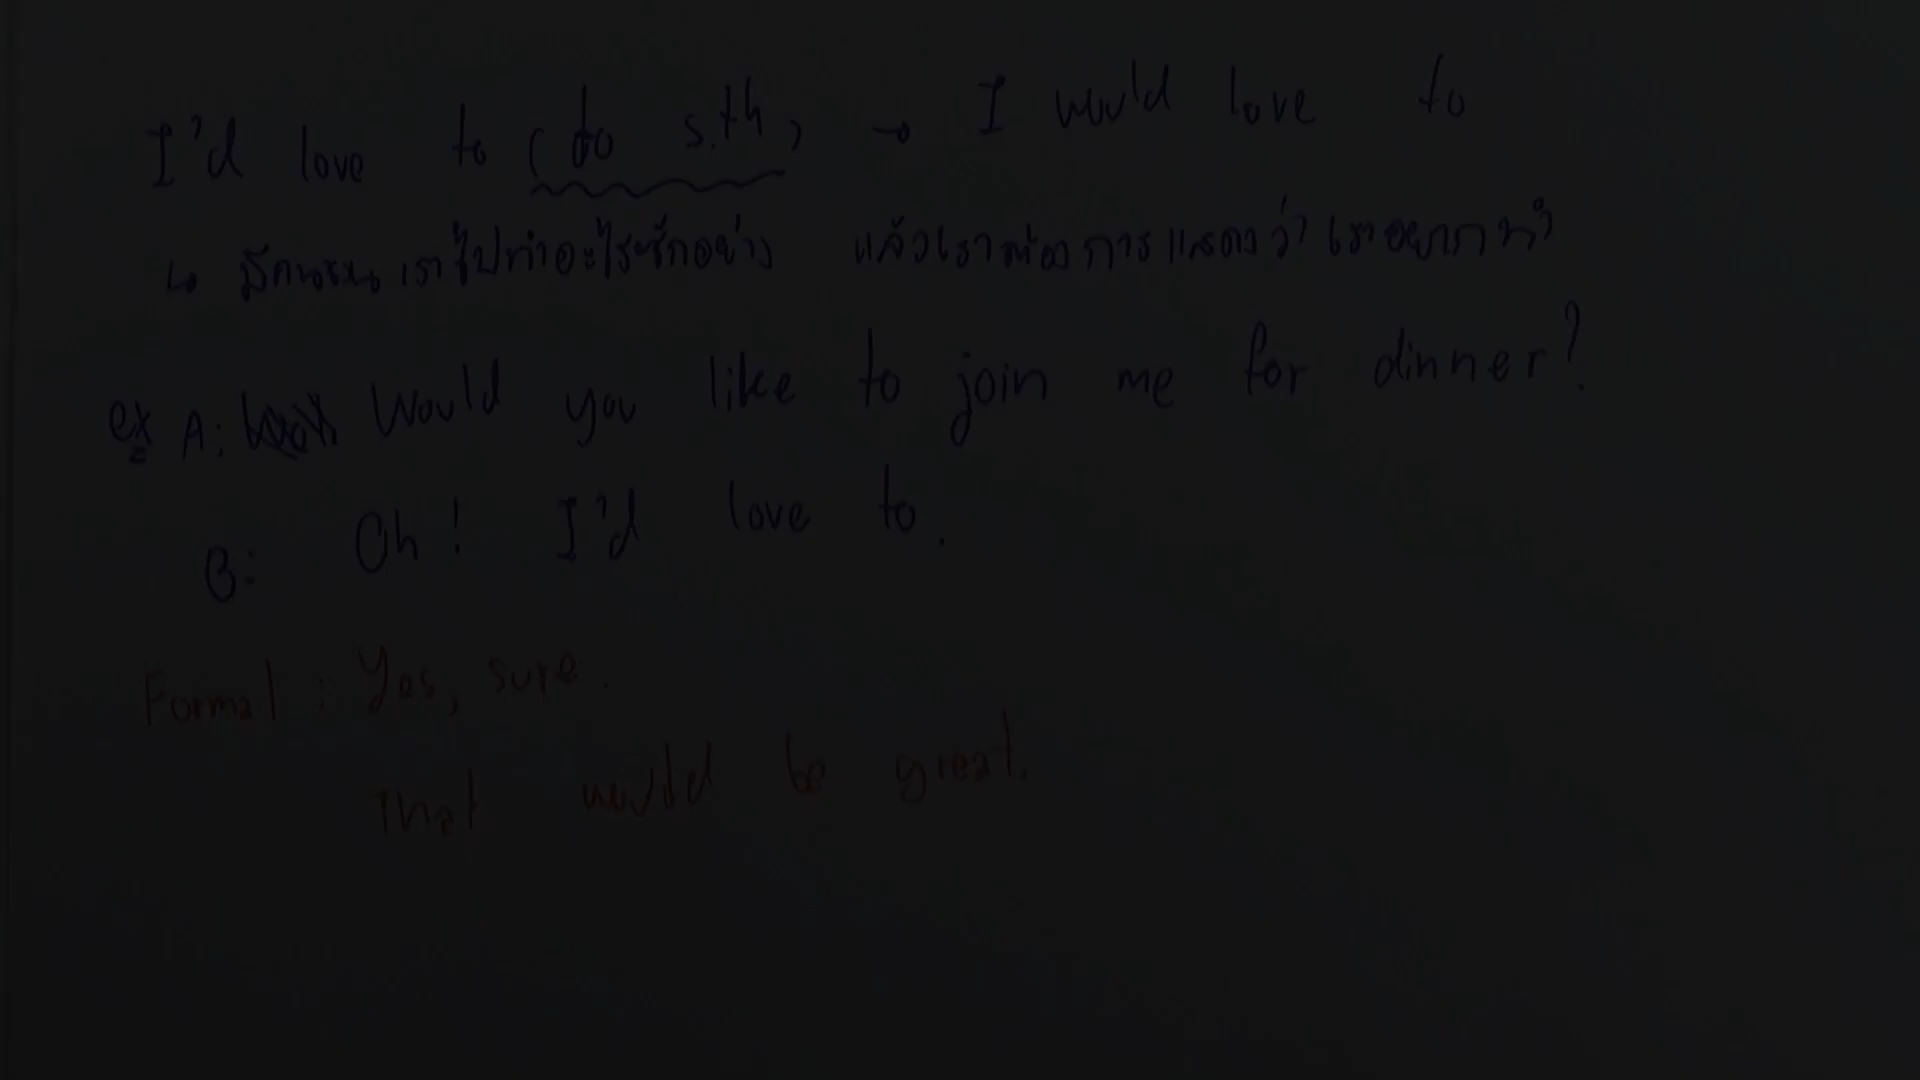 I'd love to (do s.th) → I would love to
↳ มีคนชวนเราไปทำอะไรซักอย่าง แล้วเราต้องการแสดงว่าเราอยากทำ
ex A: Would you like to join me for dinner?
B: Oh! I'd love to.
Formal : Yes, sure.
That would be great.